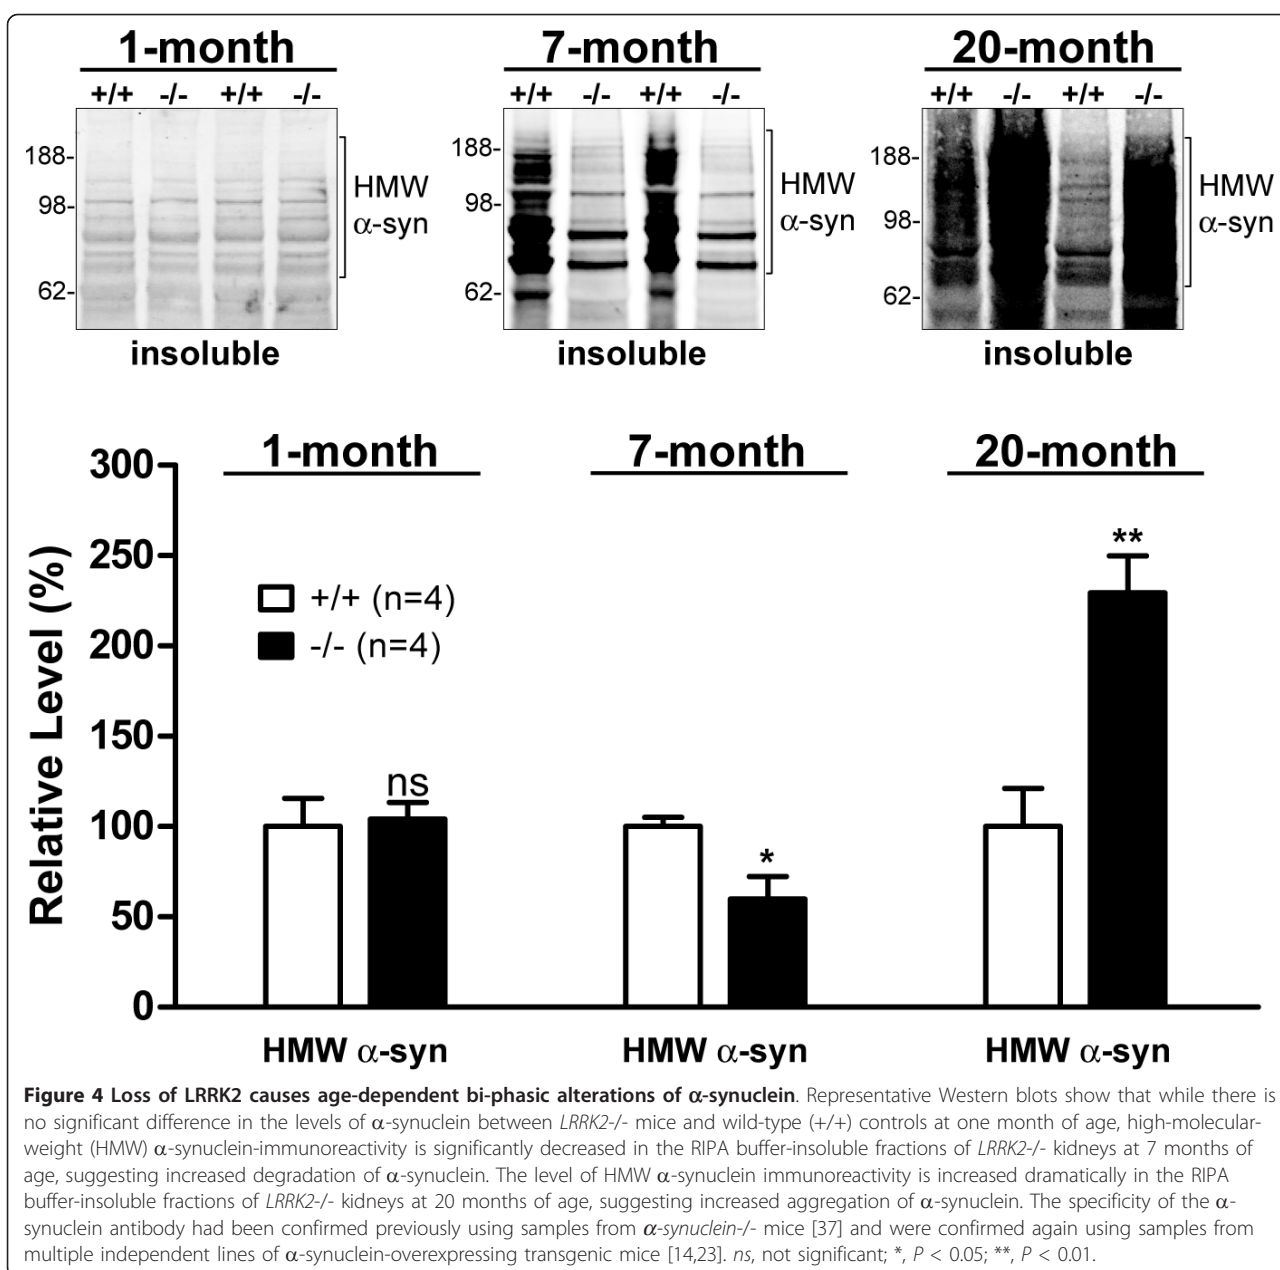 1-month 7-month 20-month
+/+ -/- +/+ -/- +/+ -/- +/+ -/- +/+ -/- +/+ -/-
188- 98- 62- HMW α-syn 188- 98- 62- HMW α-syn 188- 98- 62- HMW α-syn
insoluble insoluble insoluble
1-month 7-month 20-month
Relative Level (%)
300
250
200
150
100
50
0
+/+ (n=4)
-/- (n=4)
ns * **
HMW α-syn HMW α-syn HMW α-syn
Figure 4 Loss of LRRK2 causes age-dependent bi-phasic alterations of α-synuclein. Representative Western blots show that while there is
no significant difference in the levels of α-synuclein between LRRK2-/- mice and wild-type (+/+) controls at one month of age, high-molecular-
weight (HMW) α-synuclein-immunoreactivity is significantly decreased in the RIPA buffer-insoluble fractions of LRRK2-/- kidneys at 7 months of
age, suggesting increased degradation of α-synuclein. The level of HMW α-synuclein immunoreactivity is increased dramatically in the RIPA
buffer-insoluble fractions of LRRK2-/- kidneys at 20 months of age, suggesting increased aggregation of α-synuclein. The specificity of the α-
synuclein antibody had been confirmed previously using samples from α-synuclein-/- mice [37] and were confirmed again using samples from
multiple independent lines of α-synuclein-overexpressing transgenic mice [14,23]. ns, not significant; *, P < 0.05; **, P < 0.01.